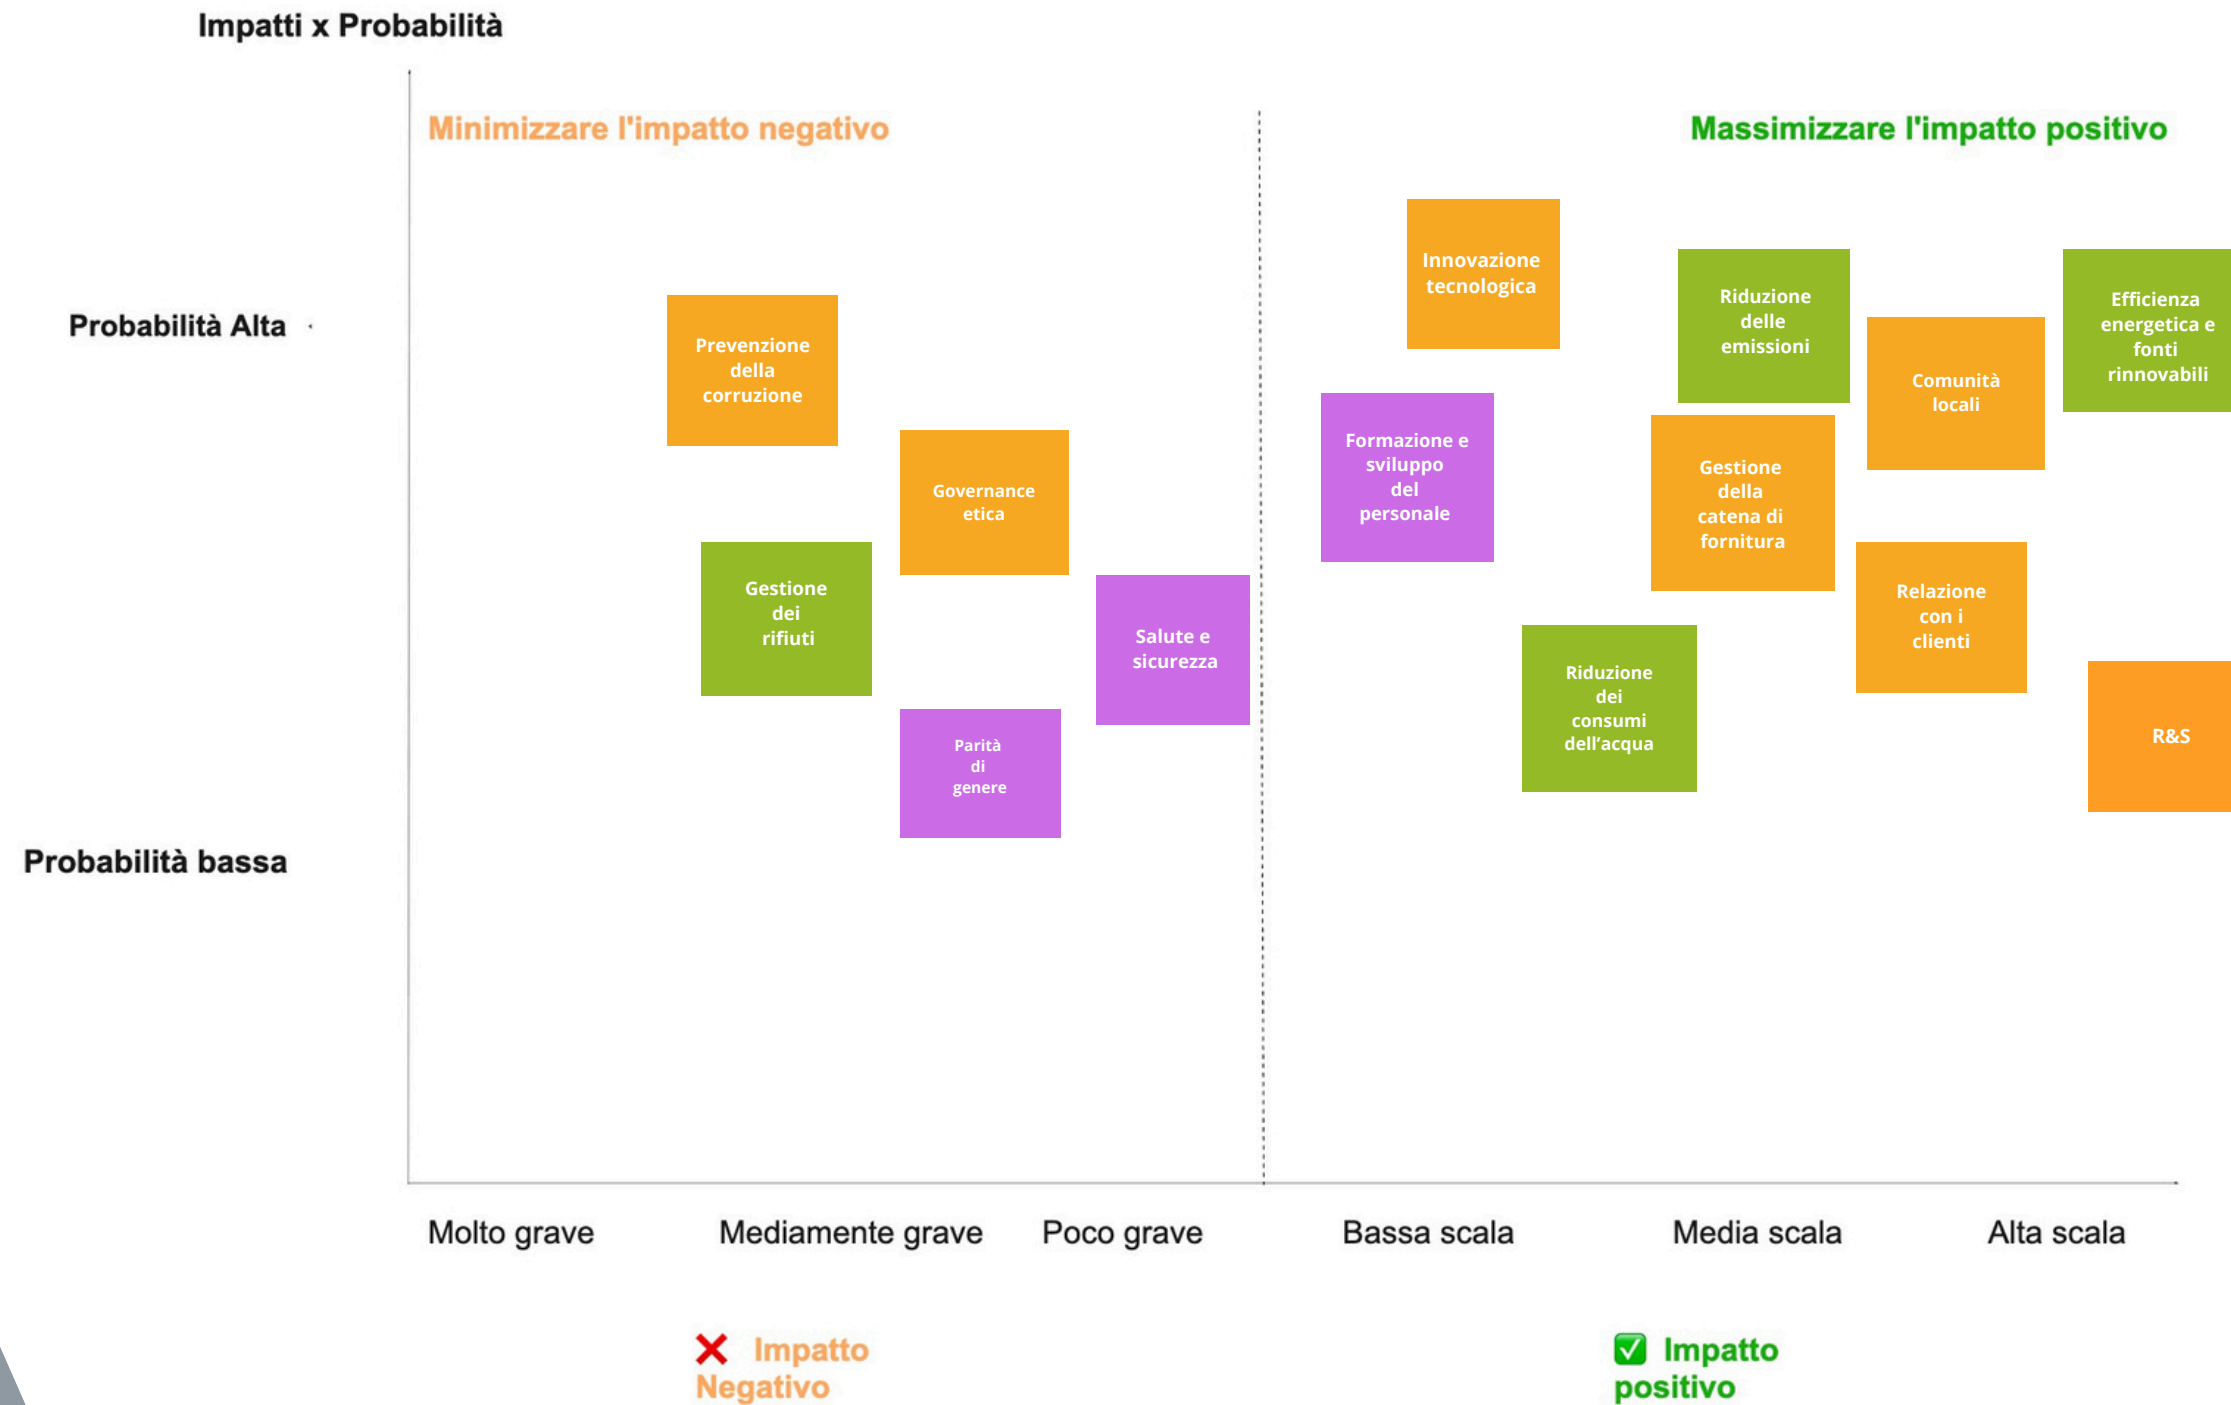 Impatti x Probabilità
Minimizzare l'impatto negativo
Massimizzare l'impatto positivo
Probabilità Alta
Probabilità bassa
Prevenzione
della
corruzione
Governance
etica
Gestione
dei
rifiuti
Salute e
sicurezza
Parità
di
genere
Innovazione
tecnologica
Riduzione
delle
emissioni
Efficienza
energetica e
fonti
rinnovabili
Comunità
locali
Formazione e
sviluppo
del
personale
Gestione
della
catena di
fornitura
Relazione
con i
clienti
Riduzione
dei
consumi
dell’acqua
R&S
Molto grave
Mediamente grave
Poco grave
Bassa scala
Media scala
Alta scala
❌ Impatto
Negativo
✅ Impatto
positivo